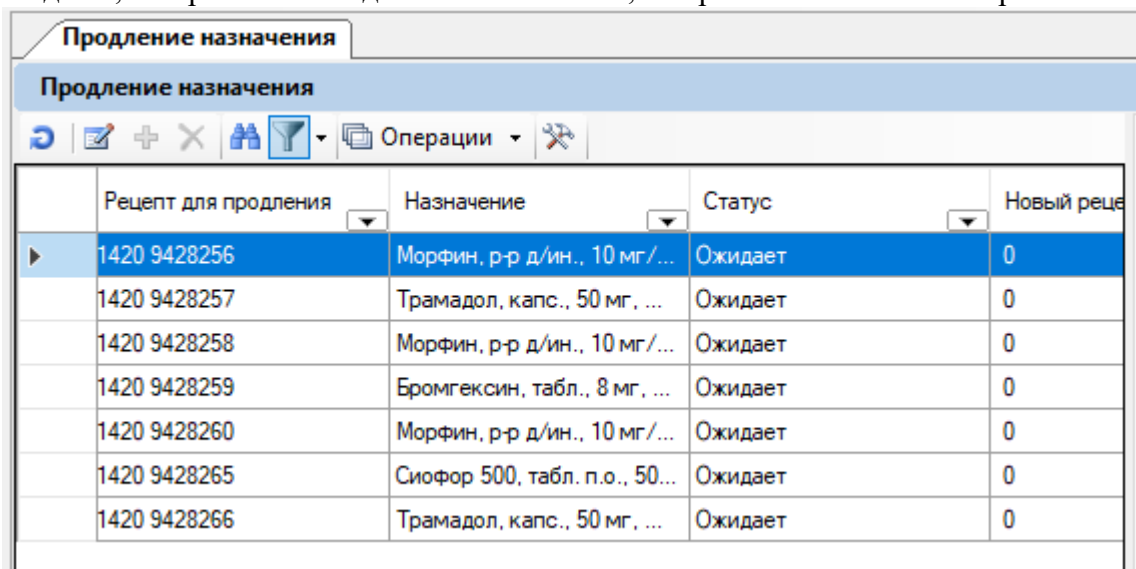 Продление назначения
Продление назначения
Операции
Рецепт для продления Назначение Статус Новый реце
1420 9428256 Морфин, р-р д/ин., 10 мг/... Ожидает 0
1420 9428257 Трамадол, капс., 50 мг, ... Ожидает 0
1420 9428258 Морфин, р-р д/ин., 10 мг/... Ожидает 0
1420 9428259 Бромгексин, табл., 8 мг, ... Ожидает 0
1420 9428260 Морфин, р-р д/ин., 10 мг/... Ожидает 0
1420 9428265 Сиофор 500, табл. п.о., 50... Ожидает 0
1420 9428266 Трамадол, капс., 50 мг, ... Ожидает 0